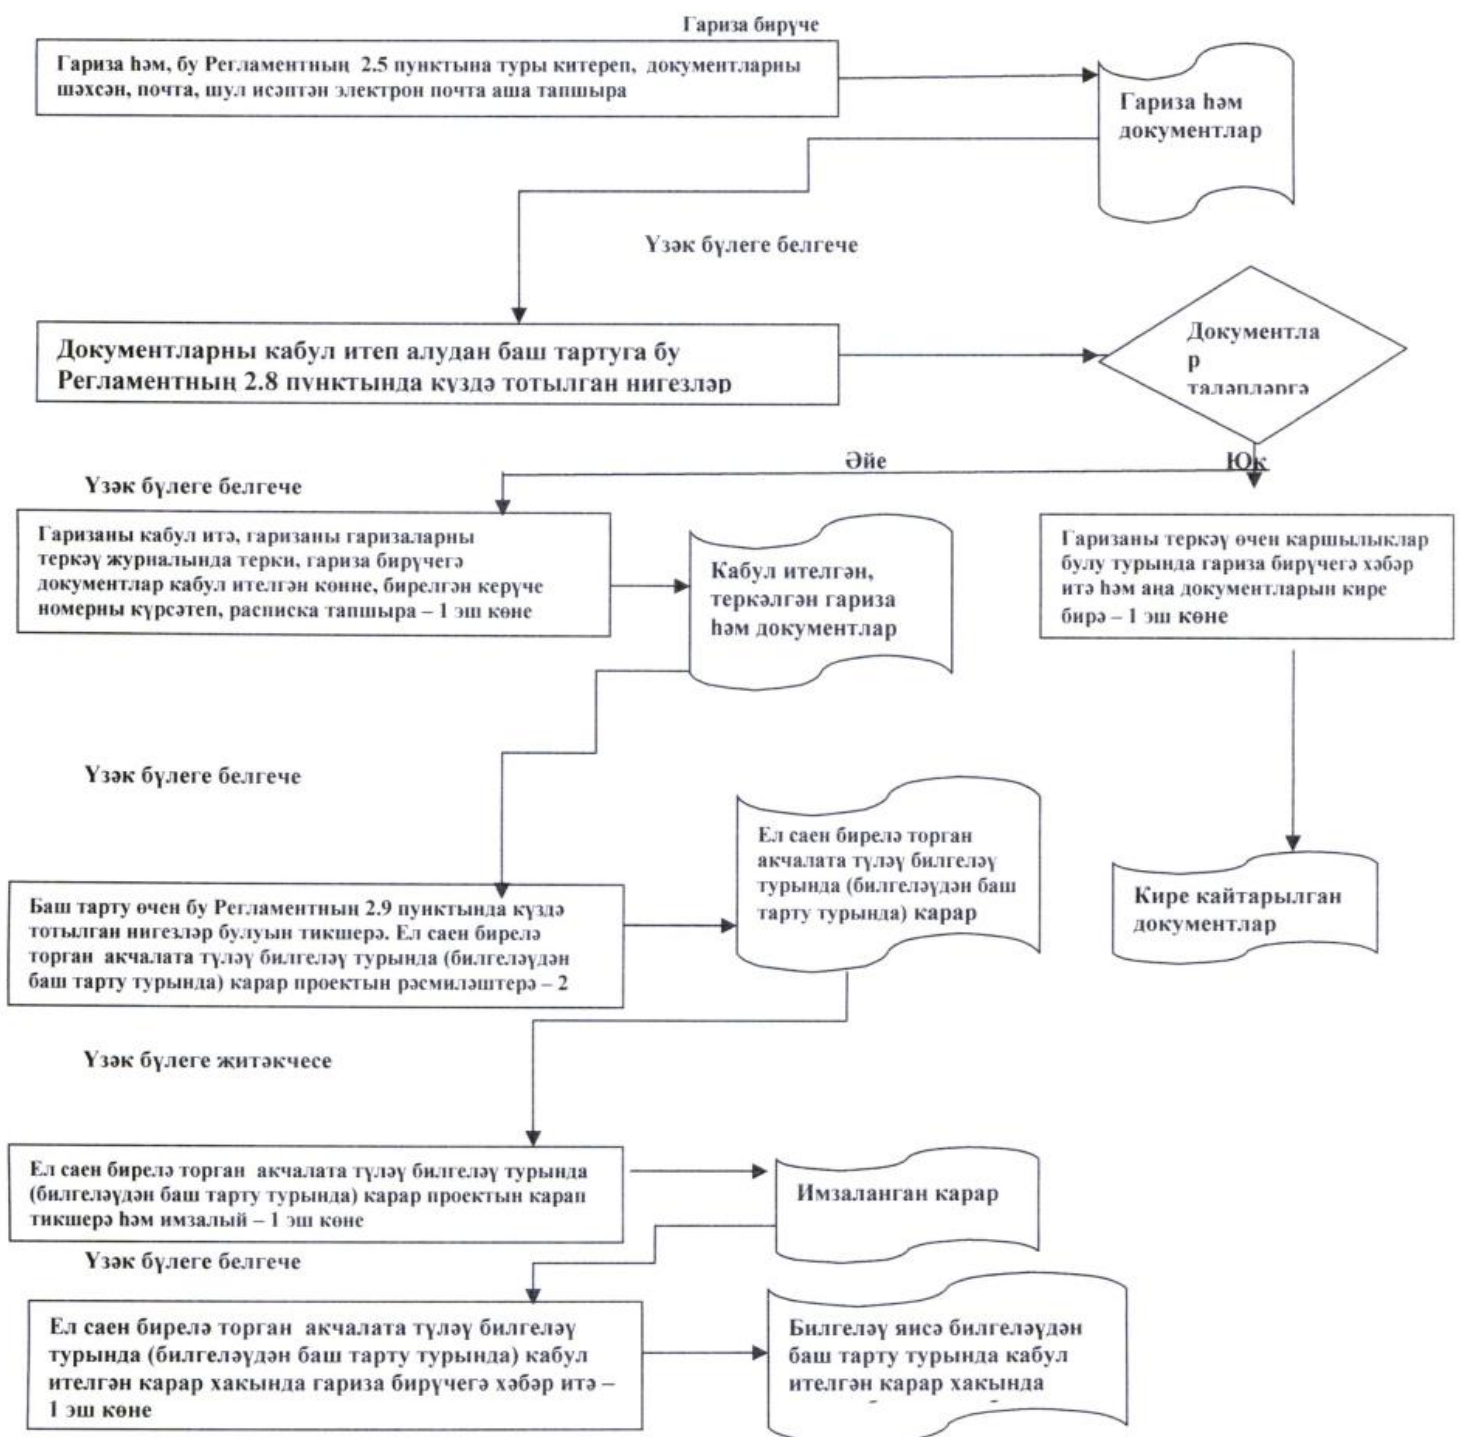 Гариза бирүче
Гариза һәм, бу Регламентның 2.5 пунктына туры китереп, документларны
шәхсән, почта, шул исәптән электрон почта аша тапшыра
Гариза һәм
документлар
Үзәк бүлеге белгече
Документларны кабул итеп алудан баш тартуга бу
Регламентның 2.8 пунктында күздә тотылган нигезләр
Документла
р
таләпләргә
Әйе
Юк
Үзәк бүлеге белгече
Гаризаны кабул итә, гаризаны гаризаларны
теркәү журналында терки, гариза бирүчегә
документлар кабул ителгән көнне, бирелгән керүче
номерны күрсәтеп, расписка тапшыра – 1 эш көне
Кабул ителгән,
теркәлгән гариза
һәм документлар
Гаризаны теркәү өчен каршылыклар
булу турында гариза бирүчегә хәбәр
итә һәм аңа документларын кире
бирә – 1 эш көне
Үзәк бүлеге белгече
Ел саен бирелә торган
акчалата түләү билгеләү
турында (билгеләүдән баш
тарту турында) карар
Кире кайтарылган
документлар
Баш тарту өчен бу Регламентның 2.9 пунктында күздә
тотылган нигезләр булуын тикшерә. Ел саен бирелә
торган акчалата түләү билгеләү турында (билгеләүдән
баш тарту турында) карар проектын рәсмиләштерә – 2
Үзәк бүлеге җитәкчесе
Ел саен бирелә торган акчалата түләү билгеләү турында
(билгеләүдән баш тарту турында) карар проектын карап
тикшерә һәм имзалый – 1 эш көне
Имзаланган карар
Үзәк бүлеге белгече
Ел саен бирелә торган акчалата түләү билгеләү
турында (билгеләүдән баш тарту турында) кабул
ителгән карар хакында гариза бирүчегә хәбәр итә –
1 эш көне
Билгеләү яисә билгеләүдән
баш тарту турында кабул
ителгән карар хакында